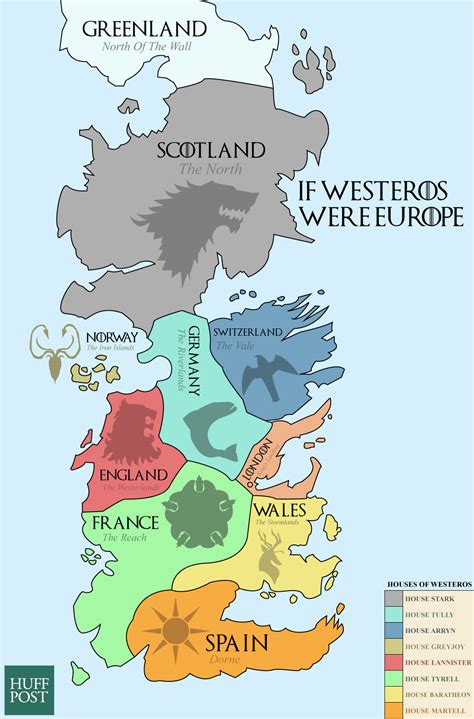 GREENLAND
North Of The Wall
SCOTLAND
The North
IF WESTEROS
WERE EUROPE
NORWAY
The Iron Islands
GERMANY
The Riverlands
SWITZERLAND
The Vale
ENGLAND
The Westerlands
LONDON
FRANCE
The Reach
WALES
The Stormlands
SPAIN
Dorne
HOUSES OF WESTEROS
HOUSE STARK
HOUSE TULLY
HOUSE ARRYN
HOUSE GREYJOY
HOUSE LANNISTER
HOUSE TYRELL
HOUSE BARATHEON
HOUSE MARTELL
HUFF
POST